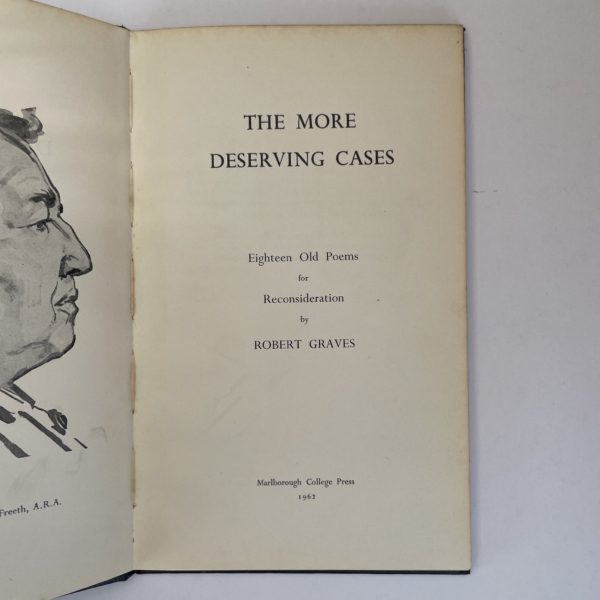 Freeth, A.R.A.
THE MORE
DESERVING CASES
Eighteen Old Poems
for
Reconsideration
by
ROBERT GRAVES
Marlborough College Press
1962